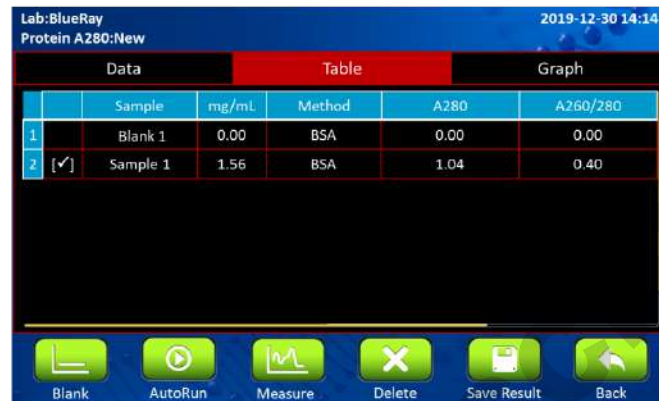 Lab:BlueRay 2019-12-30 14:14
Protein A280:New
Data Table Graph
Sample mg/mL Method A280 A260/280
1 Blank 1 0.00 BSA 0.00 0.00
2 [✓] Sample 1 1.56 BSA 1.04 0.40
Blank AutoRun Measure Delete Save Result Back